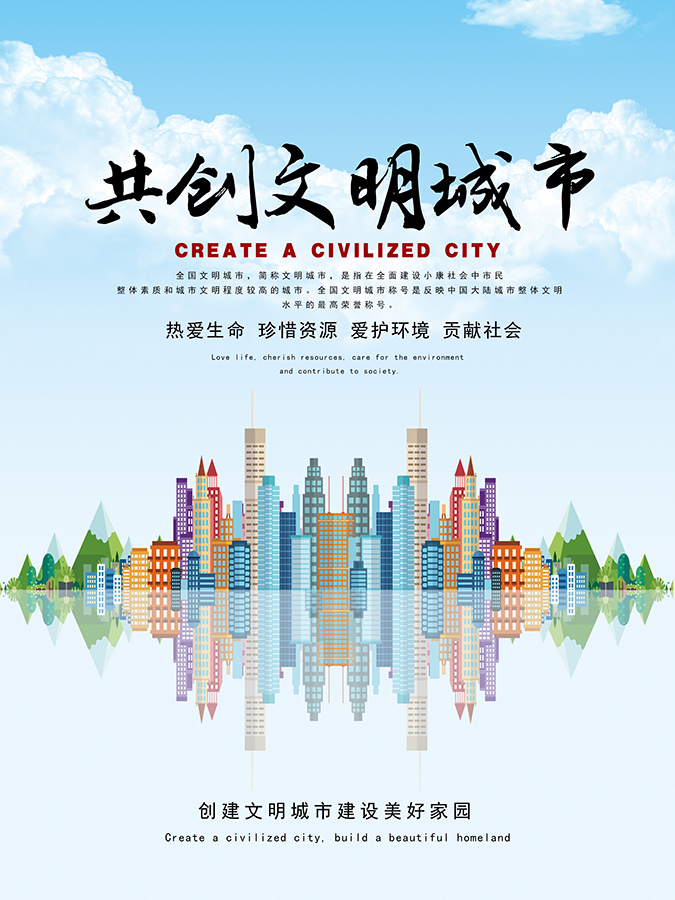 共创文明城市
CREATE A CIVILIZED CITY
全国文明城市，简称文明城市，是指在全面建设小康社会中市民
整体素质和城市文明程度较高的城市。全国文明城市称号是反映中国大陆城市整体文明
水平的最高荣誉称号。
热爱生命 珍惜资源 爱护环境 贡献社会
Love life, cherish resources, care for the environment
and contribute to society.
创建文明城市建设美好家园
Create a civilized city, build a beautiful homeland